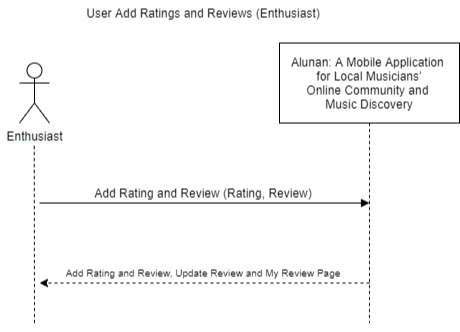 User Add Ratings and Reviews (Enthusiast)
Alunan: A Mobile Application
for Local Musicians'
Online Community and
Music Discovery
Enthusiast
Add Rating and Review (Rating, Review)
Add Rating and Review, Update Review and My Review Page